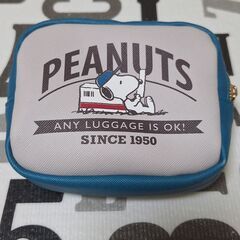 PEANUTS
ANY LUGGAGE IS OK!
SINCE 1950